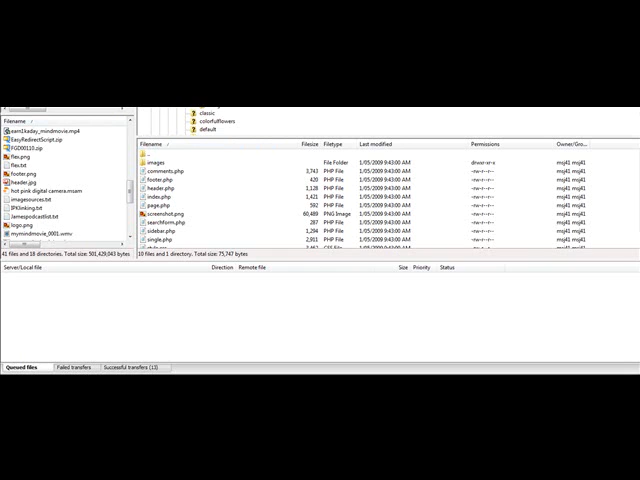 classic
colorfulflowers
default
Filename
earn1kaday_mindmovie.mp4
EasyRedirectScript.zip
FGD00110.zip
flex.png
flex.txt
footer.png
header.jpg
hot pink digital camera.msam
imagesources.txt
IPKlinking.txt
Jamespodcastlist.txt
logo.png
mymindmovie_0001.wmv
41 files and 18 directories. Total size: 501,429,043 bytes
Filename Filesize Filetype Last modified Permissions Owner/Gro...
..
images File Folder 1/05/2009 9:43:00 AM drwxr-xr-x msj41 msj41
comments.php 3,743 PHP File 1/05/2009 9:43:00 AM -rw-r--r-- msj41 msj41
footer.php 420 PHP File 1/05/2009 9:43:00 AM -rw-r--r-- msj41 msj41
header.php 1,128 PHP File 1/05/2009 9:43:00 AM -rw-r--r-- msj41 msj41
index.php 1,421 PHP File 1/05/2009 9:43:00 AM -rw-r--r-- msj41 msj41
page.php 592 PHP File 1/05/2009 9:43:00 AM -rw-r--r-- msj41 msj41
screenshot.png 60,489 PNG Image 1/05/2009 9:43:00 AM -rw-r--r-- msj41 msj41
searchform.php 287 PHP File 1/05/2009 9:43:00 AM -rw-r--r-- msj41 msj41
sidebar.php 1,294 PHP File 1/05/2009 9:43:00 AM -rw-r--r-- msj41 msj41
single.php 2,911 PHP File 1/05/2009 9:43:00 AM -rw-r--r-- msj41 msj41
10 files and 1 directory. Total size: 75,747 bytes
Server/Local file Direction Remote file Size Priority Status
Queued files Failed transfers Successful transfers (13)